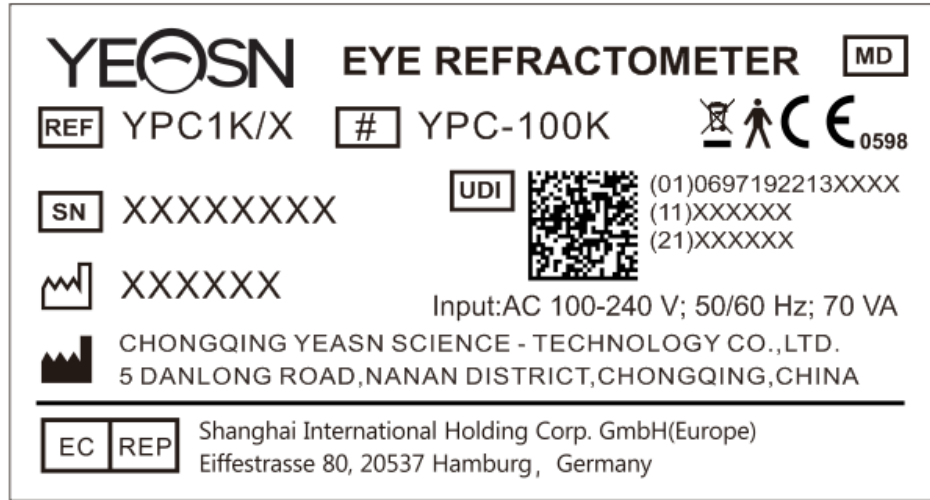 YEASN EYE REFRACTOMETER MD
REF YPC1K/X # YPC-100K CE 0598
SN XXXXXXXX
UDI (01)0697192213XXXX
(11)XXXXXX
(21)XXXXXX
XXXXXX
Input:AC 100-240 V; 50/60 Hz; 70 VA
CHONGQING YEASN SCIENCE - TECHNOLOGY CO.,LTD.
5 DANLONG ROAD,NANAN DISTRICT,CHONGQING,CHINA
EC REP Shanghai International Holding Corp. GmbH(Europe)
Eiffestrasse 80, 20537 Hamburg, Germany